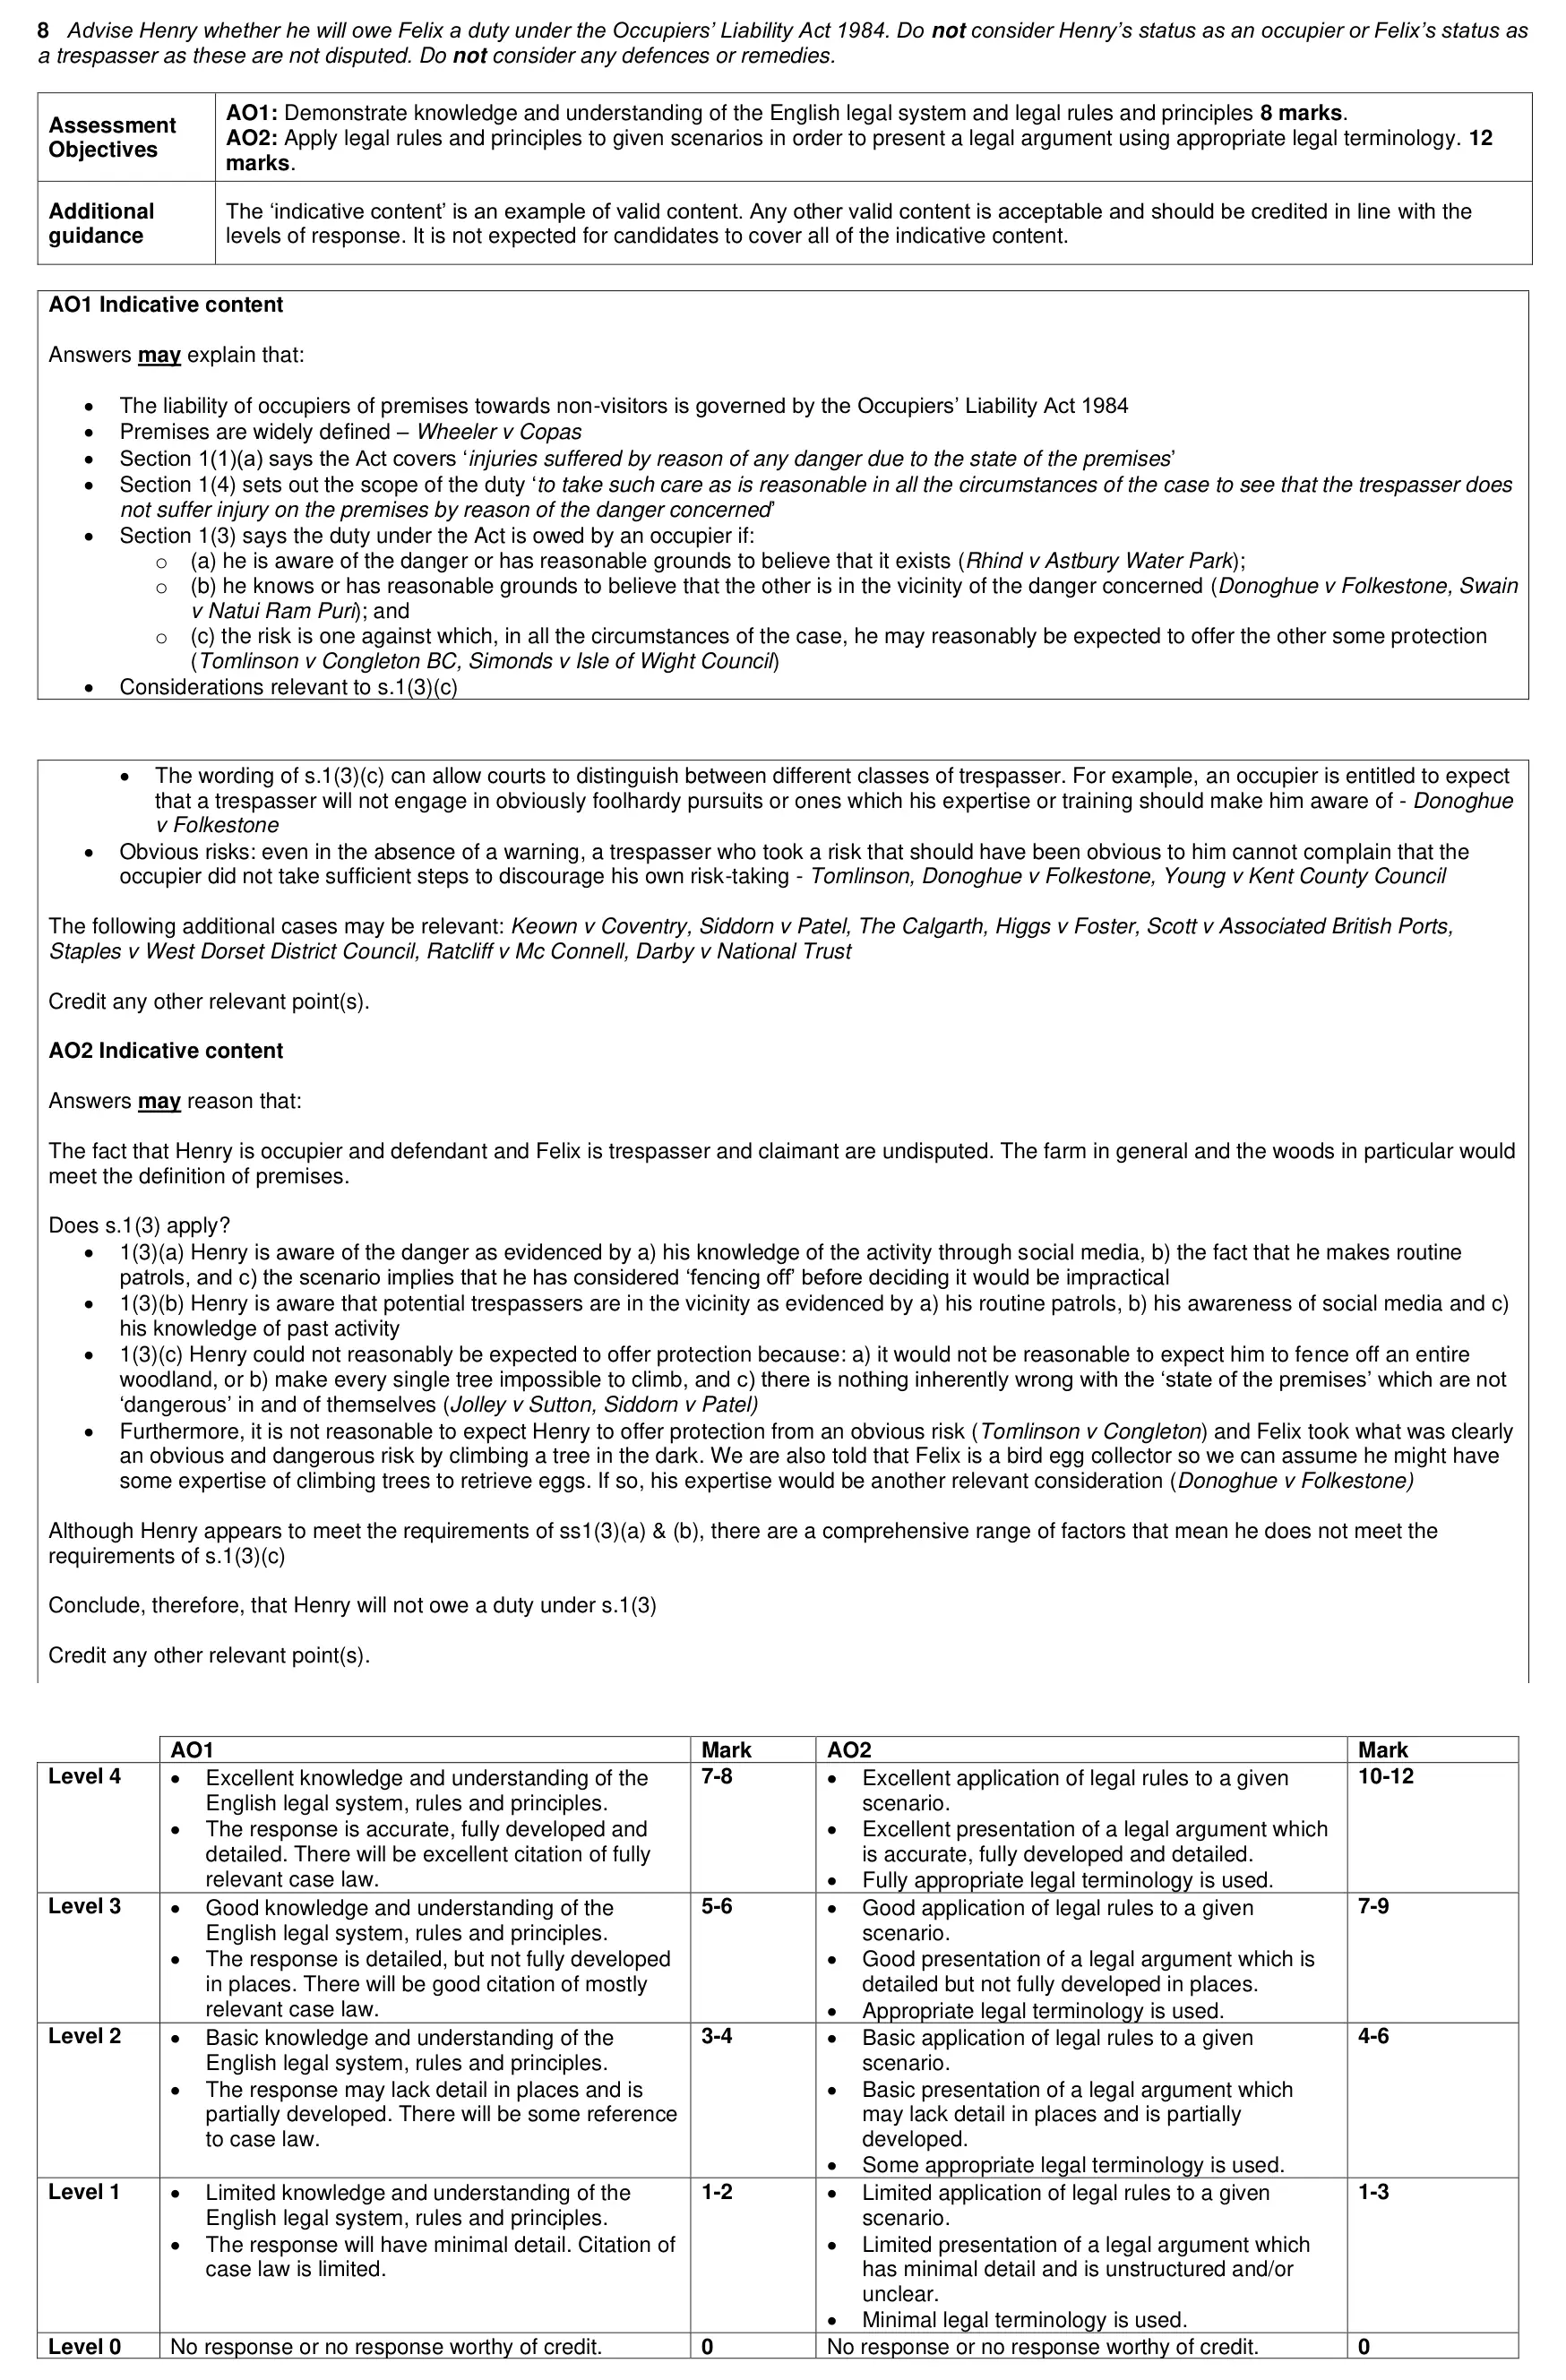 8 Advise Henry whether he will owe Felix a duty under the Occupiers’ Liability Act 1984. Do not consider Henry’s status as an occupier or Felix’s status as
a trespasser as these are not disputed. Do not consider any defences or remedies.
Assessment
Objectives
AO1: Demonstrate knowledge and understanding of the English legal system and legal rules and principles 8 marks.
AO2: Apply legal rules and principles to given scenarios in order to present a legal argument using appropriate legal terminology. 12
marks.
Additional
guidance
The ‘indicative content’ is an example of valid content. Any other valid content is acceptable and should be credited in line with the
levels of response. It is not expected for candidates to cover all of the indicative content.
AO1 Indicative content
Answers may explain that:
• The liability of occupiers of premises towards non-visitors is governed by the Occupiers’ Liability Act 1984
• Premises are widely defined – Wheeler v Copas
• Section 1(1)(a) says the Act covers ‘injuries suffered by reason of any danger due to the state of the premises’
• Section 1(4) sets out the scope of the duty ‘to take such care as is reasonable in all the circumstances of the case to see that the trespasser does
not suffer injury on the premises by reason of the danger concerned’
• Section 1(3) says the duty under the Act is owed by an occupier if:
o (a) he is aware of the danger or has reasonable grounds to believe that it exists (Rhind v Astbury Water Park);
o (b) he knows or has reasonable grounds to believe that the other is in the vicinity of the danger concerned (Donoghue v Folkestone, Swain
v Natui Ram Puri); and
o (c) the risk is one against which, in all the circumstances of the case, he may reasonably be expected to offer the other some protection
(Tomlinson v Congleton BC, Simonds v Isle of Wight Council)
• Considerations relevant to s.1(3)(c)
• The wording of s.1(3)(c) can allow courts to distinguish between different classes of trespasser. For example, an occupier is entitled to expect
that a trespasser will not engage in obviously foolhardy pursuits or ones which his expertise or training should make him aware of - Donoghue
v Folkestone
• Obvious risks: even in the absence of a warning, a trespasser who took a risk that should have been obvious to him cannot complain that the
occupier did not take sufficient steps to discourage his own risk-taking - Tomlinson, Donoghue v Folkestone, Young v Kent County Council
The following additional cases may be relevant: Keown v Coventry, Siddorn v Patel, The Calgarth, Higgs v Foster, Scott v Associated British Ports,
Staples v West Dorset District Council, Ratcliff v Mc Connell, Darby v National Trust
Credit any other relevant point(s).
AO2 Indicative content
Answers may reason that:
The fact that Henry is occupier and defendant and Felix is trespasser and claimant are undisputed. The farm in general and the woods in particular would
meet the definition of premises.
Does s.1(3) apply?
• 1(3)(a) Henry is aware of the danger as evidenced by a) his knowledge of the activity through social media, b) the fact that he makes routine
patrols, and c) the scenario implies that he has considered ‘fencing off’ before deciding it would be impractical
• 1(3)(b) Henry is aware that potential trespassers are in the vicinity as evidenced by a) his routine patrols, b) his awareness of social media and c)
his knowledge of past activity
• 1(3)(c) Henry could not reasonably be expected to offer protection because: a) it would not be reasonable to expect him to fence off an entire
woodland, or b) make every single tree impossible to climb, and c) there is nothing inherently wrong with the ‘state of the premises’ which are not
‘dangerous’ in and of themselves (Jolley v Sutton, Siddorn v Patel)
• Furthermore, it is not reasonable to expect Henry to offer protection from an obvious risk (Tomlinson v Congleton) and Felix took what was clearly
an obvious and dangerous risk by climbing a tree in the dark. We are also told that Felix is a bird egg collector so we can assume he might have
some expertise of climbing trees to retrieve eggs. If so, his expertise would be another relevant consideration (Donoghue v Folkestone)
Although Henry appears to meet the requirements of ss1(3)(a) & (b), there are a comprehensive range of factors that mean he does not meet the
requirements of s.1(3)(c)
Conclude, therefore, that Henry will not owe a duty under s.1(3)
Credit any other relevant point(s).
AO1 Mark AO2 Mark
Level 4
• Excellent knowledge and understanding of the
English legal system, rules and principles.
• The response is accurate, fully developed and
detailed. There will be excellent citation of fully
relevant case law.
7-8
• Excellent application of legal rules to a given
scenario.
• Excellent presentation of a legal argument which
is accurate, fully developed and detailed.
• Fully appropriate legal terminology is used.
10-12
Level 3
• Good knowledge and understanding of the
English legal system, rules and principles.
• The response is detailed, but not fully developed
in places. There will be good citation of mostly
relevant case law.
5-6
• Good application of legal rules to a given
scenario.
• Good presentation of a legal argument which is
detailed but not fully developed in places.
• Appropriate legal terminology is used.
7-9
Level 2
• Basic knowledge and understanding of the
English legal system, rules and principles.
• The response may lack detail in places and is
partially developed. There will be some reference
to case law.
3-4
• Basic application of legal rules to a given
scenario.
• Basic presentation of a legal argument which
may lack detail in places and is partially
developed.
• Some appropriate legal terminology is used.
4-6
Level 1
• Limited knowledge and understanding of the
English legal system, rules and principles.
• The response will have minimal detail. Citation of
case law is limited.
1-2
• Limited application of legal rules to a given
scenario.
• Limited presentation of a legal argument which
has minimal detail and is unstructured and/or
unclear.
• Minimal legal terminology is used.
1-3
Level 0
No response or no response worthy of credit.
0
No response or no response worthy of credit.
0